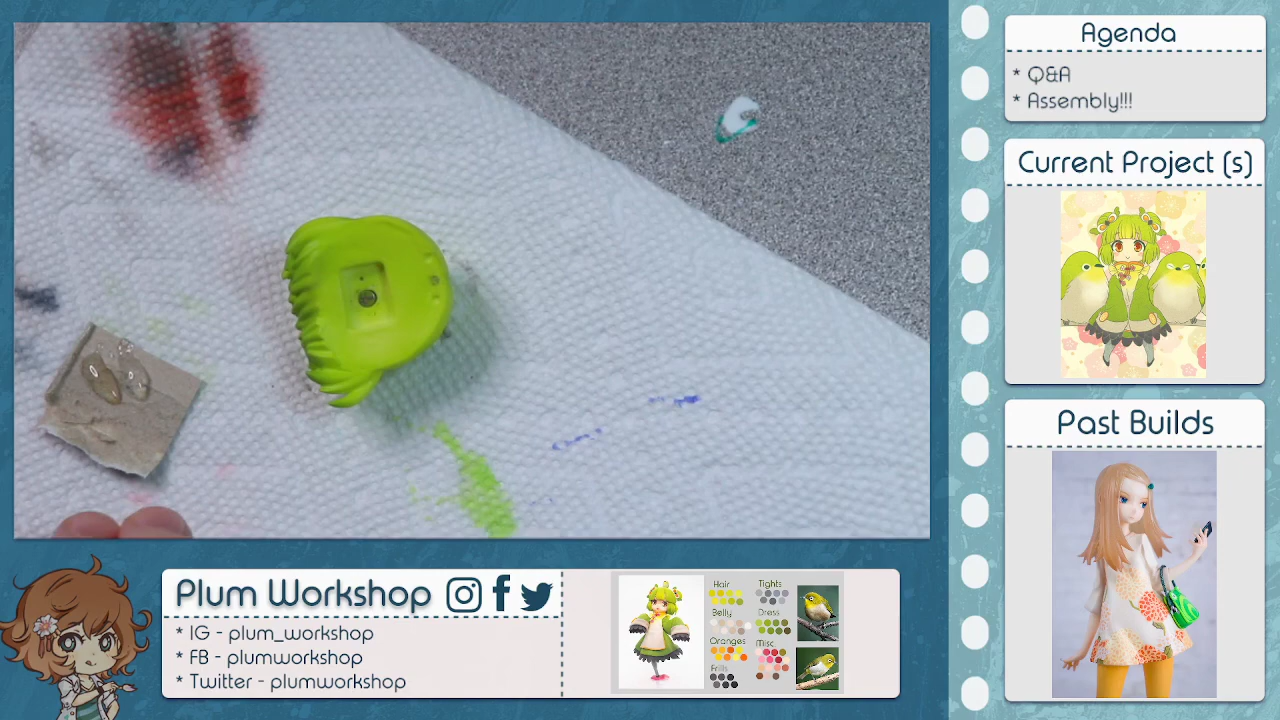 Agenda
* Q&A
* Assembly!!!
Current Project (s)
Past Builds
Plum Workshop
* IG - plum_workshop
* FB - plumworkshop
* Twitter - plumworkshop
Hair
Tights
Belly
Dress
Oranges
Misc.
Frills